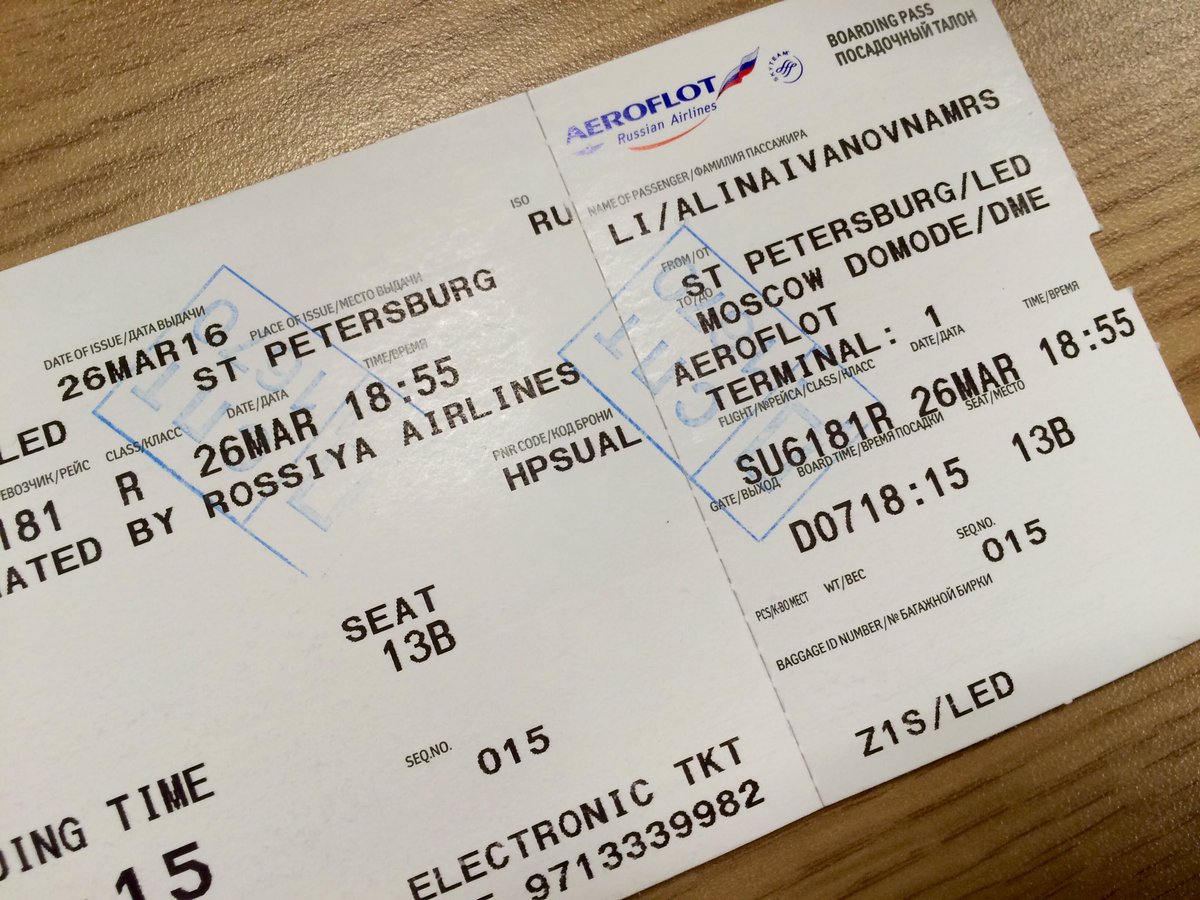 ISO
RU
DATE OF ISSUE/ДАТА ВЫДАЧИ PLACE OF ISSUE/МЕСТО ВЫДАЧИ
26MAR16 ST PETERSBURG
LED
CLASS/КЛАСС DATE/ДАТА TIME/ВРЕМЯ
ЕВОЗЧИК/РЕЙС
181 R 26MAR 18:55
ATED BY ROSSIYA AIRLINES
PNR CODE/КОД БРОНИ
HPSUAL
SEAT
13B
SEQ.NO. 015
ING TIME
15
ELECTRONIC TKT
9713339982
AEROFLOT
Russian Airlines
SKYTEAM
BOARDING PASS
ПОСАДОЧНЫЙ ТАЛОН
NAME OF PASSENGER/ФАМИЛИЯ ПАССАЖИРА
LI/ALINAIVANOVNAMRS
FROM/ОТ
ST PETERSBURG/LED
TO/ДО
MOSCOW DOMODE/DME
AEROFLOT
TERMINAL: 1
FLIGHT/№РЕЙСА/CLASS/КЛАСС DATE/ДАТА TIME/ВРЕМЯ
SU6181R 26MAR 18:55
GATE/ВЫХОД BOARD TIME/ВРЕМЯ ПОСАДКИ SEAT/МЕСТО
D0718:15 13B
SEQ.NO.
015
PCS/К-ВО МЕСТ WT/ВЕС
BAGGAGE ID NUMBER/№ БАГАЖНОЙ БИРКИ
Z1S/LED